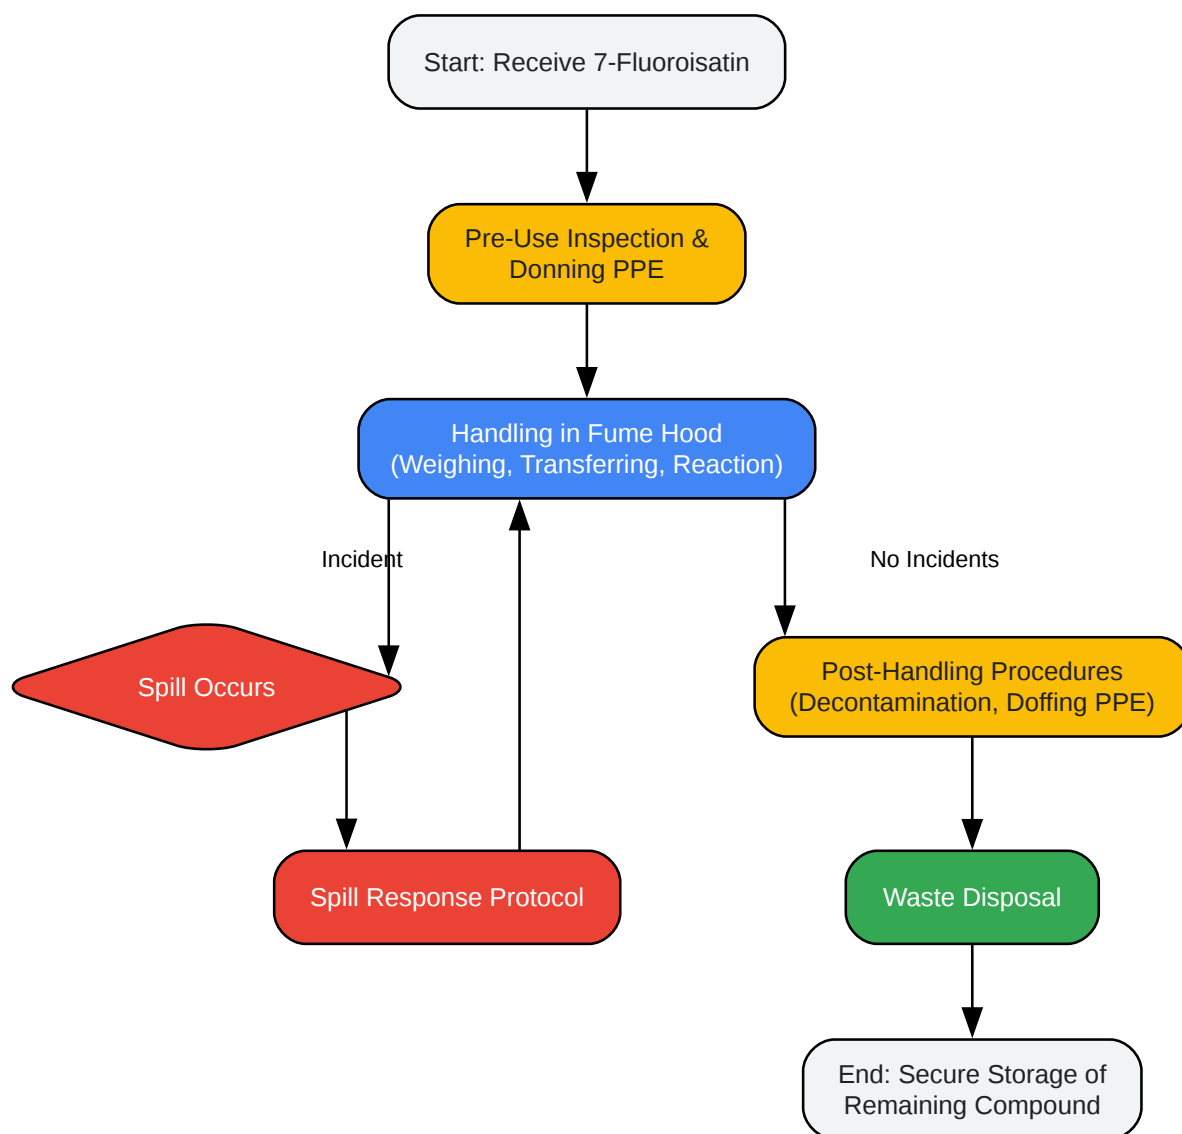 Start: Receive 7-Fluoroisatin
Pre-Use Inspection &
Donning PPE
Handling in Fume Hood
(Weighing, Transferring, Reaction)
Incident
No Incidents
Spill Occurs
Post-Handling Procedures
(Decontamination, Doffing PPE)
Spill Response Protocol
Waste Disposal
End: Secure Storage of
Remaining Compound